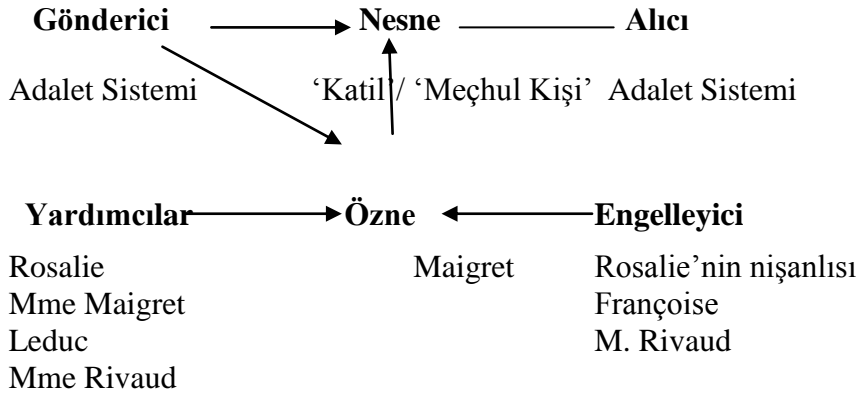 Gönderici Nesne Alıcı
Adalet Sistemi ‘Katil’/ ‘Meçhul Kişi’ Adalet Sistemi
Yardımcılar Özne Engelleyici
Rosalie Maigret Rosalie’nin nişanlısı
Mme Maigret Françoise
Leduc M. Rivaud
Mme Rivaud